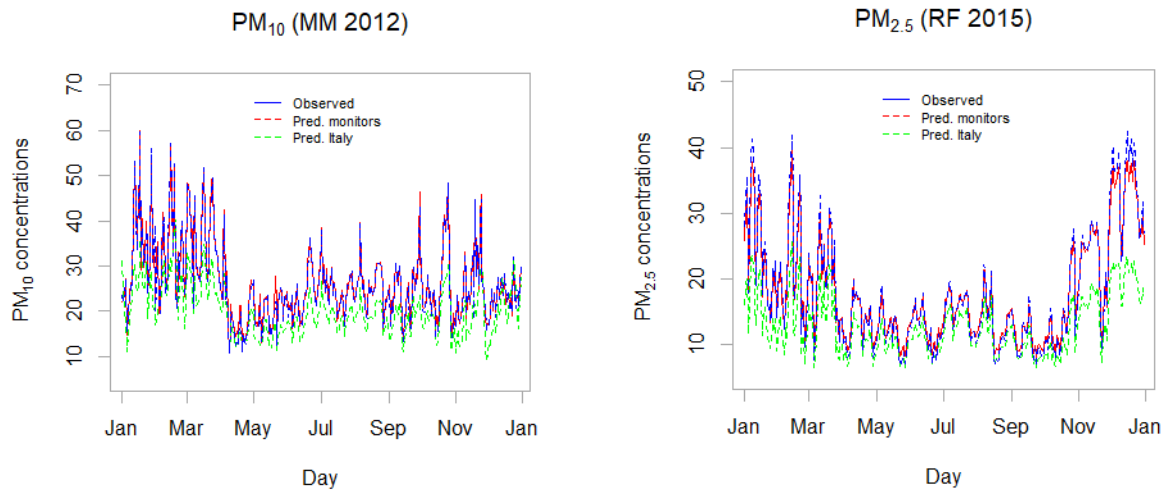 PM10 (MM 2012)
70
60
50
40
30
20
10
PM10 concentrations
Observed
Pred. monitors
Pred. Italy
Jan
Mar
May
Jul
Sep
Nov
Jan
Day
PM2.5 (RF 2015)
50
40
30
20
10
PM2.5 concentrations
Observed
Pred. monitors
Pred. Italy
Jan
Mar
May
Jul
Sep
Nov
Jan
Day